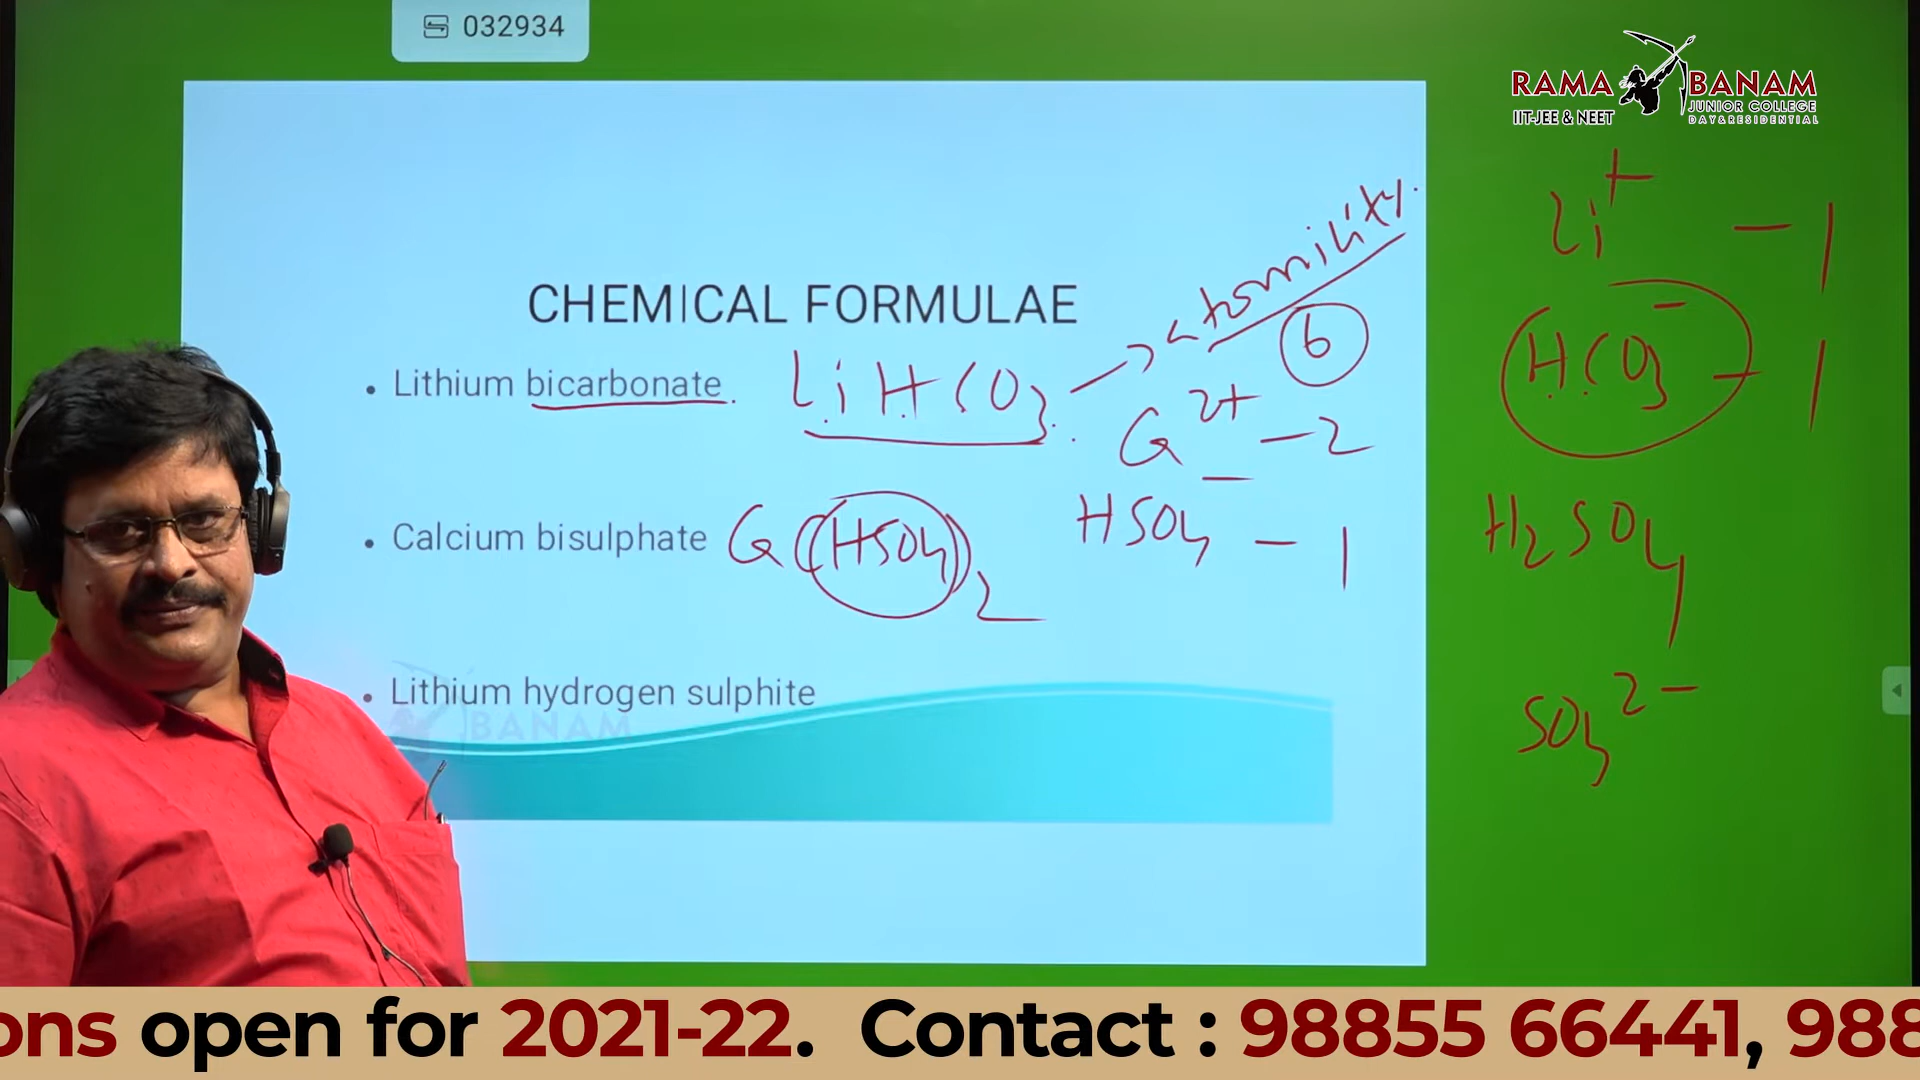 032934
RAMA BANAM
JUNIOR COLLEGE
IIT-JEE & NEET
DAY & RESIDENTIAL
CHEMICAL FORMULAE
• Lithium bicarbonate. LiHCO3 → atomicity.
6
Ca2+ – 2
• Calcium bisulphate Ca(HSO4)2
HSO4– – 1
• Lithium hydrogen sulphite
BANAM
Li+ – 1
HCO3– – 1
H2SO4
SO4 2–
ons open for 2021-22. Contact : 98855 66441, 988